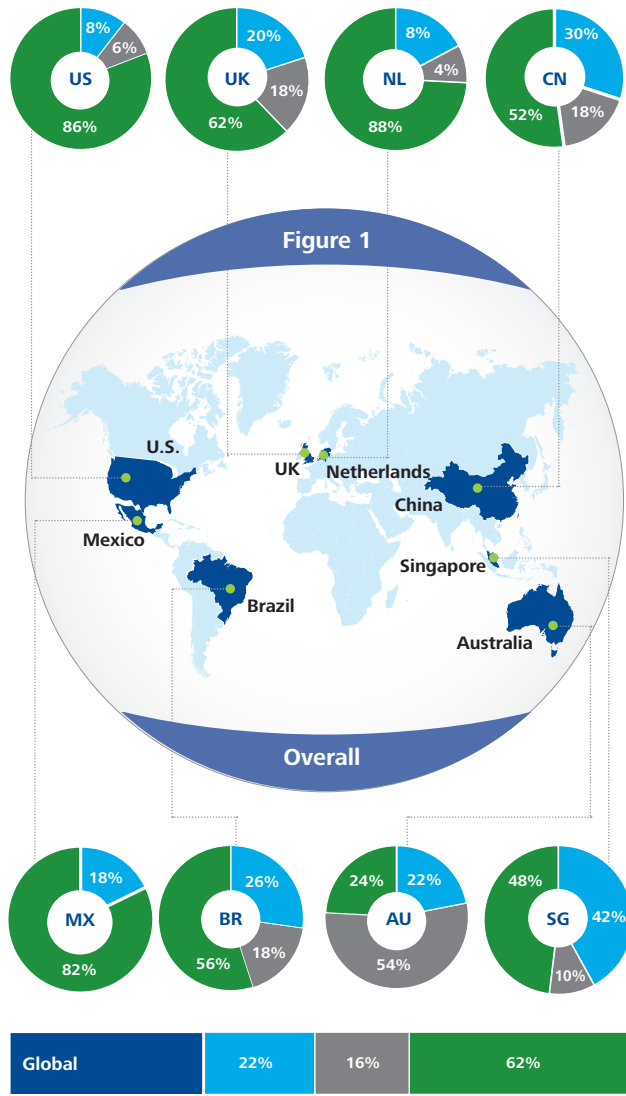 8%
6%
US
86%
20%
18%
UK
62%
8%
4%
NL
88%
30%
18%
CN
52%
Figure 1
U.S.
UK
Netherlands
China
Mexico
Singapore
Brazil
Australia
Overall
18%
MX
82%
26%
BR
18%
56%
24%
22%
AU
54%
48%
42%
SG
10%
Global
22%
16%
62%